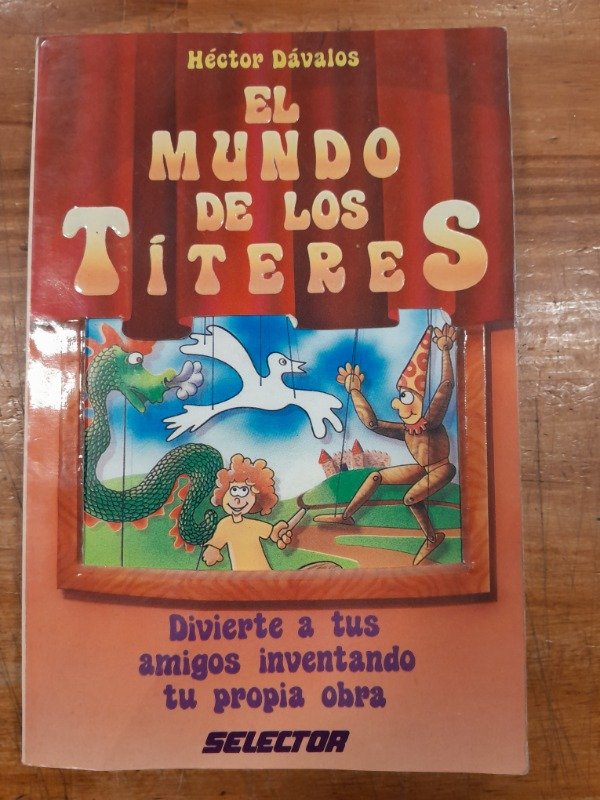 Héctor Dávalos
EL
MUNDO
DE LOS
TÍTERES
Divierte a tus
amigos inventando
tu propia obra
SELECTOR